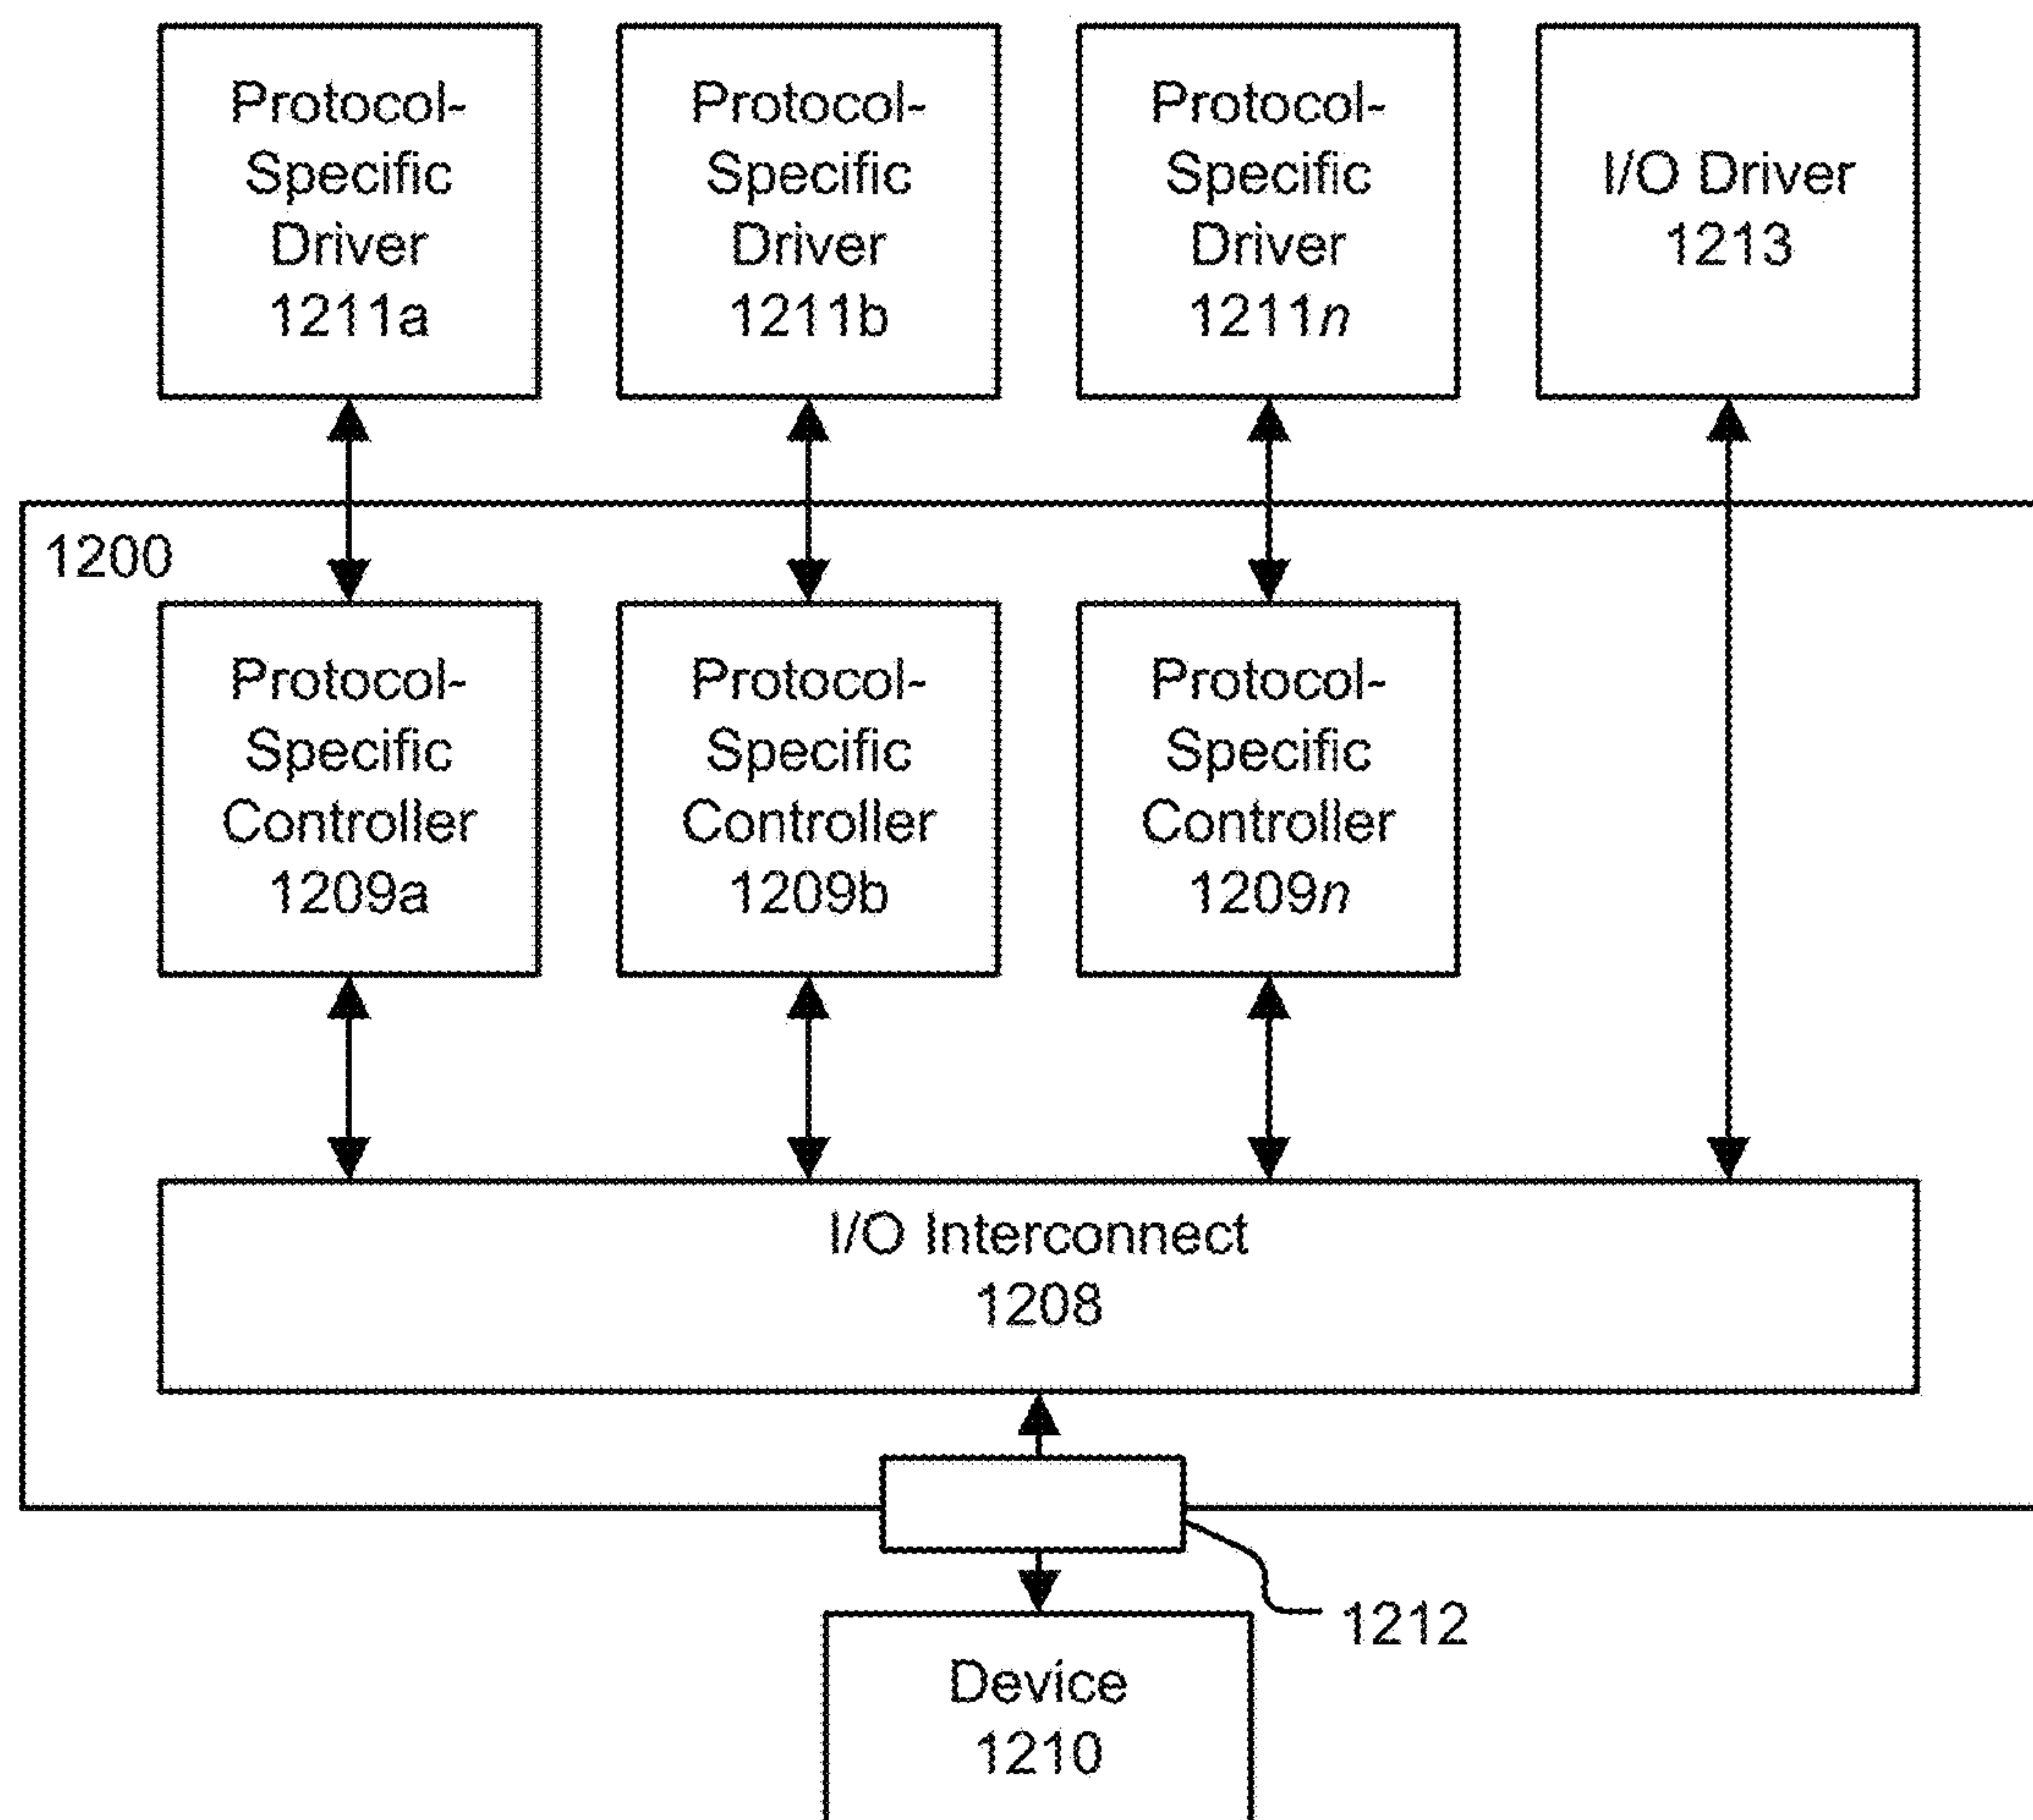 Protocol-
Specific
Driver
1211a
Protocol-
Specific
Driver
1211b
Protocol-
Specific
Driver
1211n
I/O Driver
1213
1200
Protocol-
Specific
Controller
1209a
Protocol-
Specific
Controller
1209b
Protocol-
Specific
Controller
1209n
I/O Interconnect
1208
1212
Device
1210